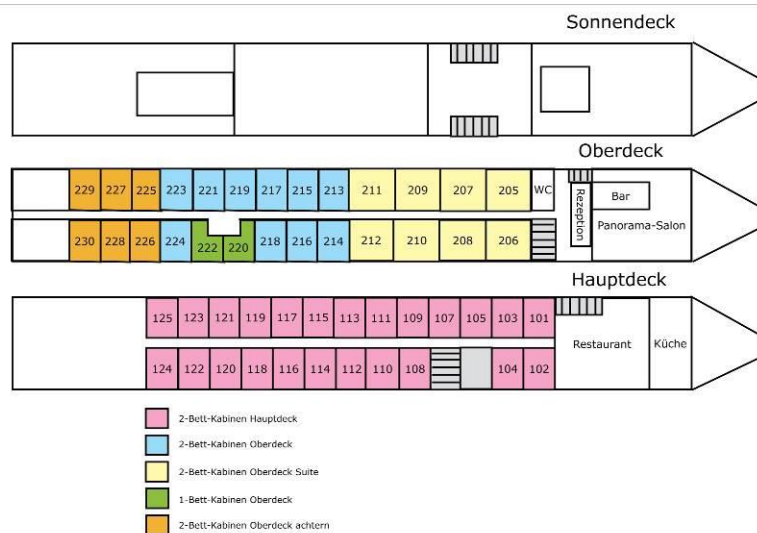 Sonnendeck
Oberdeck
229 227 225 223 221 219 217 215 213 211 209 207 205 WC
Rezeption
Bar
Panorama-Salon
230 228 226 224 222 220 218 216 214 212 210 208 206
Hauptdeck
125 123 121 119 117 115 113 111 109 107 105 103 101
Restaurant Küche
124 122 120 118 116 114 112 110 108 104 102
2-Bett-Kabinen Hauptdeck
2-Bett-Kabinen Oberdeck
2-Bett-Kabinen Oberdeck Suite
1-Bett-Kabinen Oberdeck
2-Bett-Kabinen Oberdeck achtern